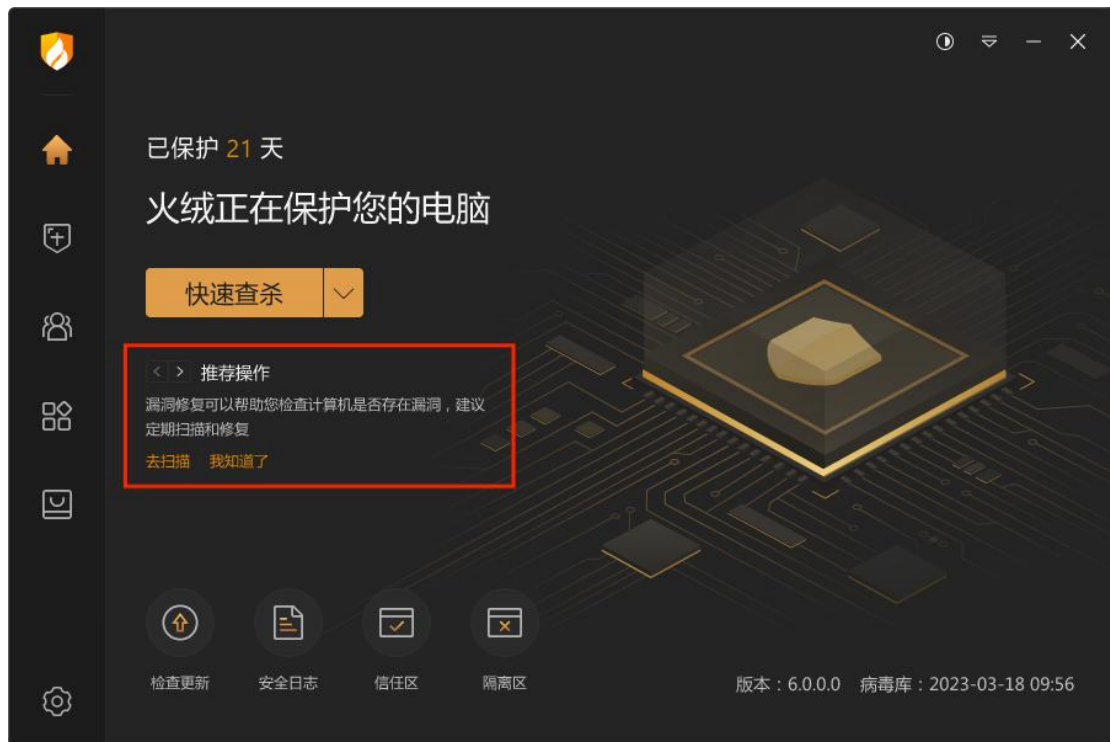 已保护 21 天
火绒正在保护您的电脑
快速查杀
推荐操作
漏洞修复可以帮助您检查计算机是否存在漏洞，建议
定期扫描和修复
去扫描 我知道了
检查更新 安全日志 信任区 隔离区
版本：6.0.0.0 病毒库：2023-03-18 09:56